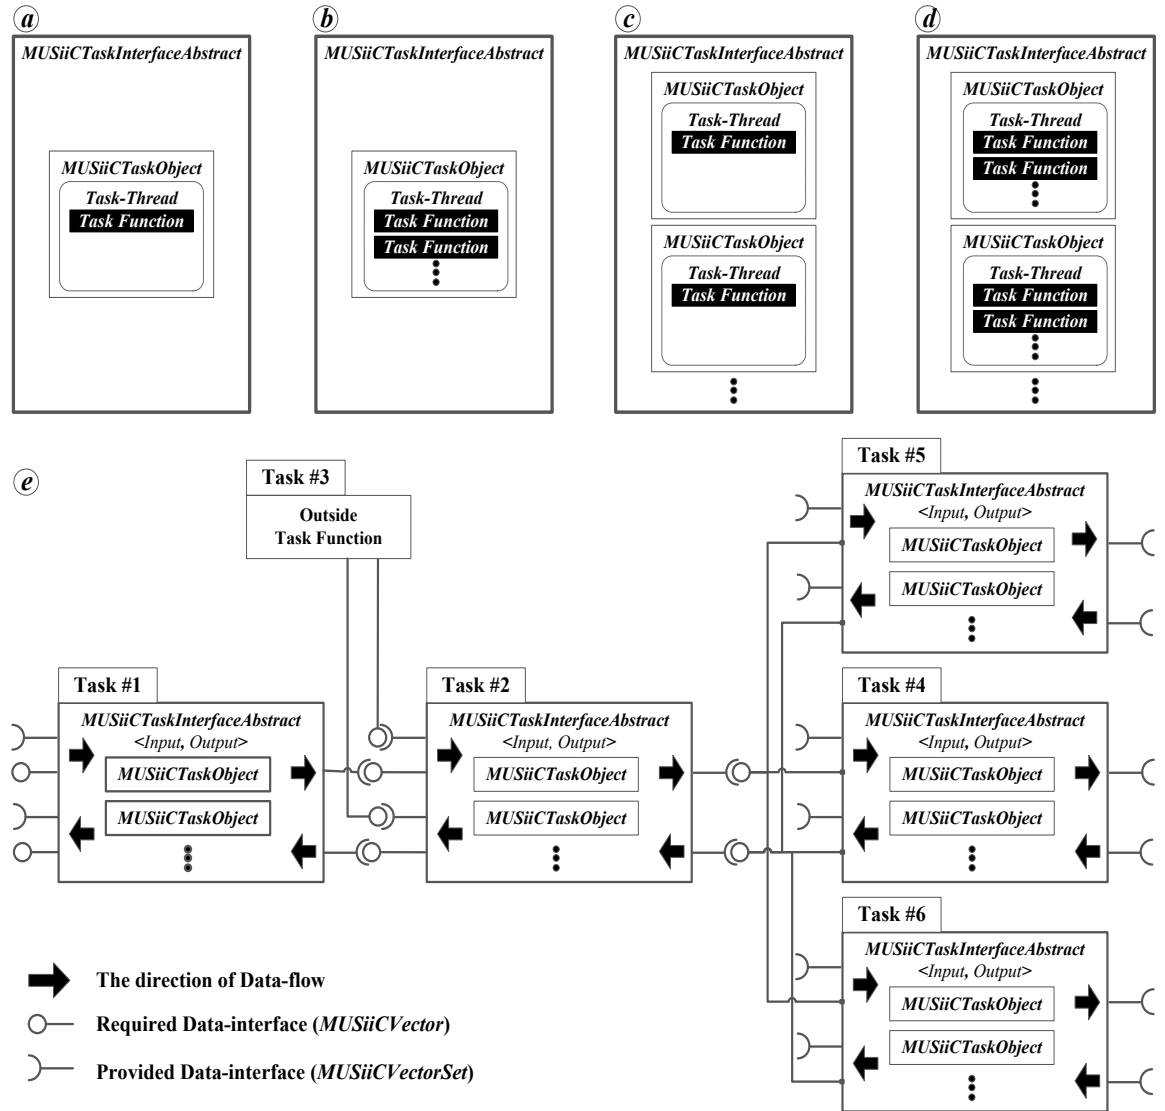 a
MUSiiCTaskInterfaceAbstract
MUSiiCTaskObject
Task-Thread
Task Function
b
MUSiiCTaskInterfaceAbstract
MUSiiCTaskObject
Task-Thread
Task Function
Task Function
c
MUSiiCTaskInterfaceAbstract
MUSiiCTaskObject
Task-Thread
Task Function
MUSiiCTaskObject
Task-Thread
Task Function
d
MUSiiCTaskInterfaceAbstract
MUSiiCTaskObject
Task-Thread
Task Function
Task Function
MUSiiCTaskObject
Task-Thread
Task Function
Task Function
e
Task #3
Outside
Task Function
Task #1
MUSiiCTaskInterfaceAbstract
<Input, Output>
MUSiiCTaskObject
MUSiiCTaskObject
Task #2
MUSiiCTaskInterfaceAbstract
<Input, Output>
MUSiiCTaskObject
MUSiiCTaskObject
Task #5
MUSiiCTaskInterfaceAbstract
<Input, Output>
MUSiiCTaskObject
MUSiiCTaskObject
Task #4
MUSiiCTaskInterfaceAbstract
<Input, Output>
MUSiiCTaskObject
MUSiiCTaskObject
Task #6
MUSiiCTaskInterfaceAbstract
<Input, Output>
MUSiiCTaskObject
MUSiiCTaskObject
The direction of Data-flow
Required Data-interface (MUSiiCVector)
Provided Data-interface (MUSiiCVectorSet)